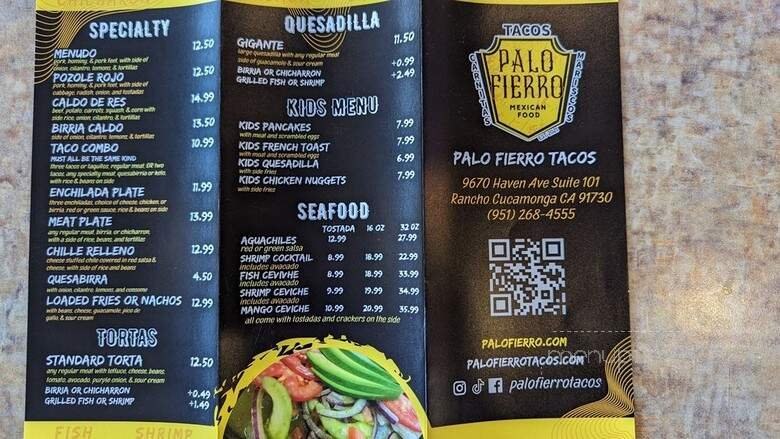 SPECIALTY
MENUDO 12.50
pork, hominy, & pork feet, with side of
onion, cilantro, lemons, & tortillas
POZOLE ROJO 12.50
pork, hominy, & pork feet, with side of
cabbage, radish, onion, and tostadas
CALDO DE RES 14.99
beef, potato, carrots, squash, & corn with
side rice, onion, cilantro, & tortillas
BIRRIA CALDO 13.50
side of onion, cilantro, lemons, & tortillas
TACO COMBO 10.99
MUST ALL BE THE SAME KIND
three tacos or taquitos, regular meat, OR two
tacos, any specialty meat, quesabirria or kets.
with rice & beans on side
ENCHILADA PLATE 11.99
three enchiladas, choice of cheese, chicken, or
birria. red or green sauce, rice & beans on side
MEAT PLATE 13.99
any regular meat, birria, or chicharron,
with a side of rice, beans, and tortillas
CHILLE RELLENO 12.99
cheese stuffed chile covered in red salsa &
cheese, with side of rice and beans
QUESABIRRA 4.50
with onion, cilantro, lemons, and consome
LOADED FRIES OR NACHOS 12.99
with beans, cheese, guacamole, pico de
gallo, & sour cream
TORTAS
STANDARD TORTA 12.50
any regular meat with lettuce, cheese, beans,
tomato, avocado, purple onion, & sour cream
BIRRIA OR CHICHARRON +0.49
GRILLED FISH OR SHRIMP +1.49
FISH SHRIMP
QUESADILLA
GIGANTE 11.50
large quesadilla with any regular meat
side of guacamole & sour cream
BIRRIA OR CHICHARRON +0.99
GRILLED FISH OR SHRIMP +2.49
KIDS MENU
KIDS PANCAKES 7.99
with meat and scrambled eggs
KIDS FRENCH TOAST 7.99
with meat and scrambled eggs
KIDS QUESADILLA 6.99
with side fries
KIDS CHICKEN NUGGETS 7.99
with side fries
SEAFOOD
TOSTADA 16 OZ 32 OZ
AGUACHILES 12.99 27.99
red or green salsa
SHRIMP COCKTAIL 8.99 18.99 22.99
includes avocado
FISH CEVIVHE 8.99 18.99 33.99
includes avocado
SHRIMP CEVICHE 9.99 19.99 34.99
includes avocado
MANGO CEVICHE 10.99 20.99 35.99
all come with tostadas and crackers on the side
TACOS
CARNITAS
PALO
FIERRO
MEXICAN
FOOD
MARISCOS
PALO FIERRO TACOS
9670 Haven Ave Suite 101
Rancho Cucamonga CA 91730
(951) 268-4555
PALOFIERRO.COM
PALOFIERROTACOS.COM
palofierrotacos